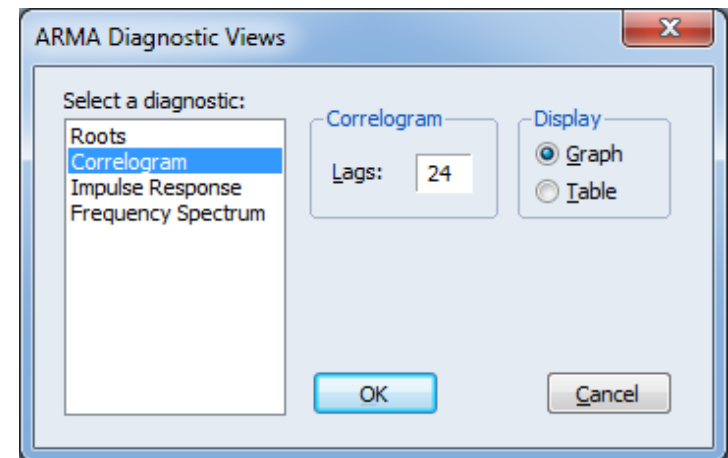 ARMA Diagnostic Views
Select a diagnostic:
Roots
Correlogram
Impulse Response
Frequency Spectrum
Correlogram
Lags: 24
Display
Graph
Table
OK
Cancel